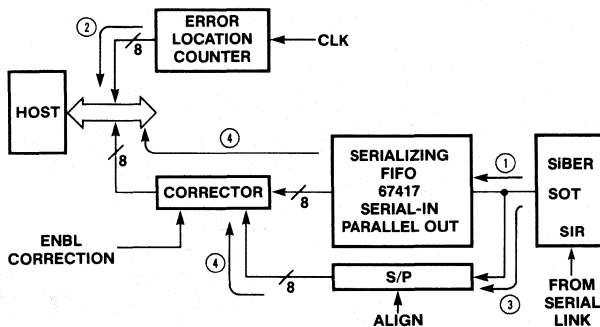 ERROR
LOCATION
COUNTER
CLK
2
8
HOST
4
8
1
SERIALIZING
FIFO
67417
SERIAL-IN
PARALLEL OUT
SiBER
SOT
SIR
CORRECTOR
8
ENBL
CORRECTION
4
8
S/P
3
ALIGN
FROM
SERIAL
LINK